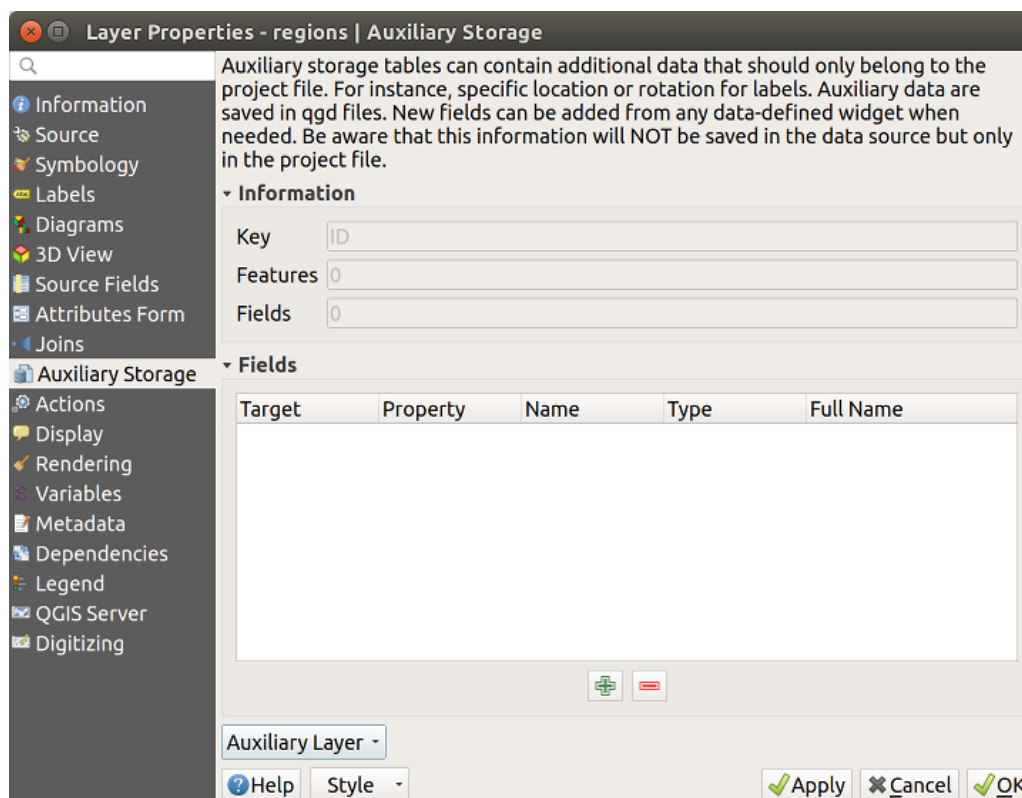 Layer Properties - regions | Auxiliary Storage
Information
Source
Symbology
Labels
Diagrams
3D View
Source Fields
Attributes Form
Joins
Auxiliary Storage
Actions
Display
Rendering
Variables
Metadata
Dependencies
Legend
QGIS Server
Digitizing
Auxiliary storage tables can contain additional data that should only belong to the
project file. For instance, specific location or rotation for labels. Auxiliary data are
saved in qgd files. New fields can be added from any data-defined widget when
needed. Be aware that this information will NOT be saved in the data source but only
in the project file.
Information
Key ID
Features 0
Fields 0
Fields
Target Property Name Type Full Name
Auxiliary Layer
Help Style Apply Cancel OK